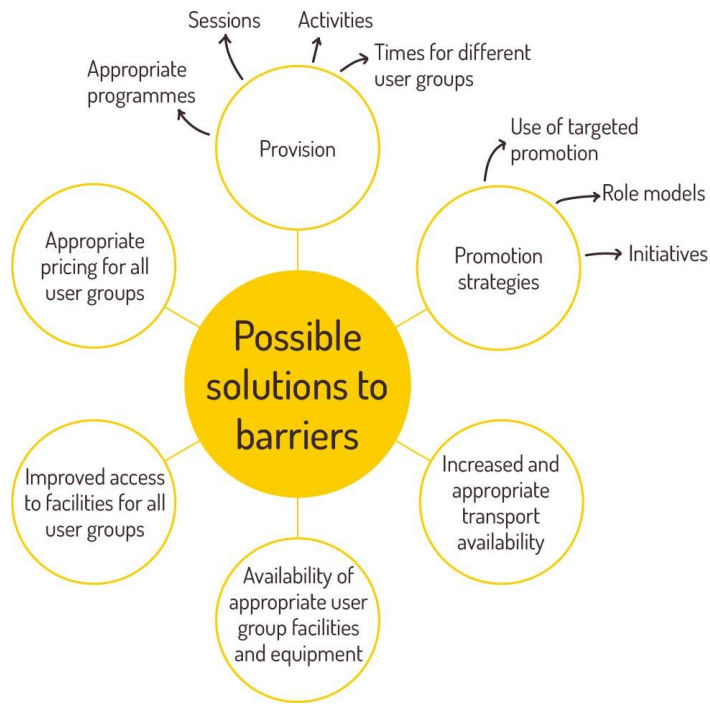 Sessions
Activities
Times for different
user groups
Appropriate
programmes
Provision
Use of targeted
promotion
Role models
Initiatives
Promotion
strategies
Appropriate
pricing for all
user groups
Possible
solutions to
barriers
Improved access
to facilities for all
user groups
Increased and
appropriate
transport
availability
Availability of
appropriate user
group facilities
and equipment